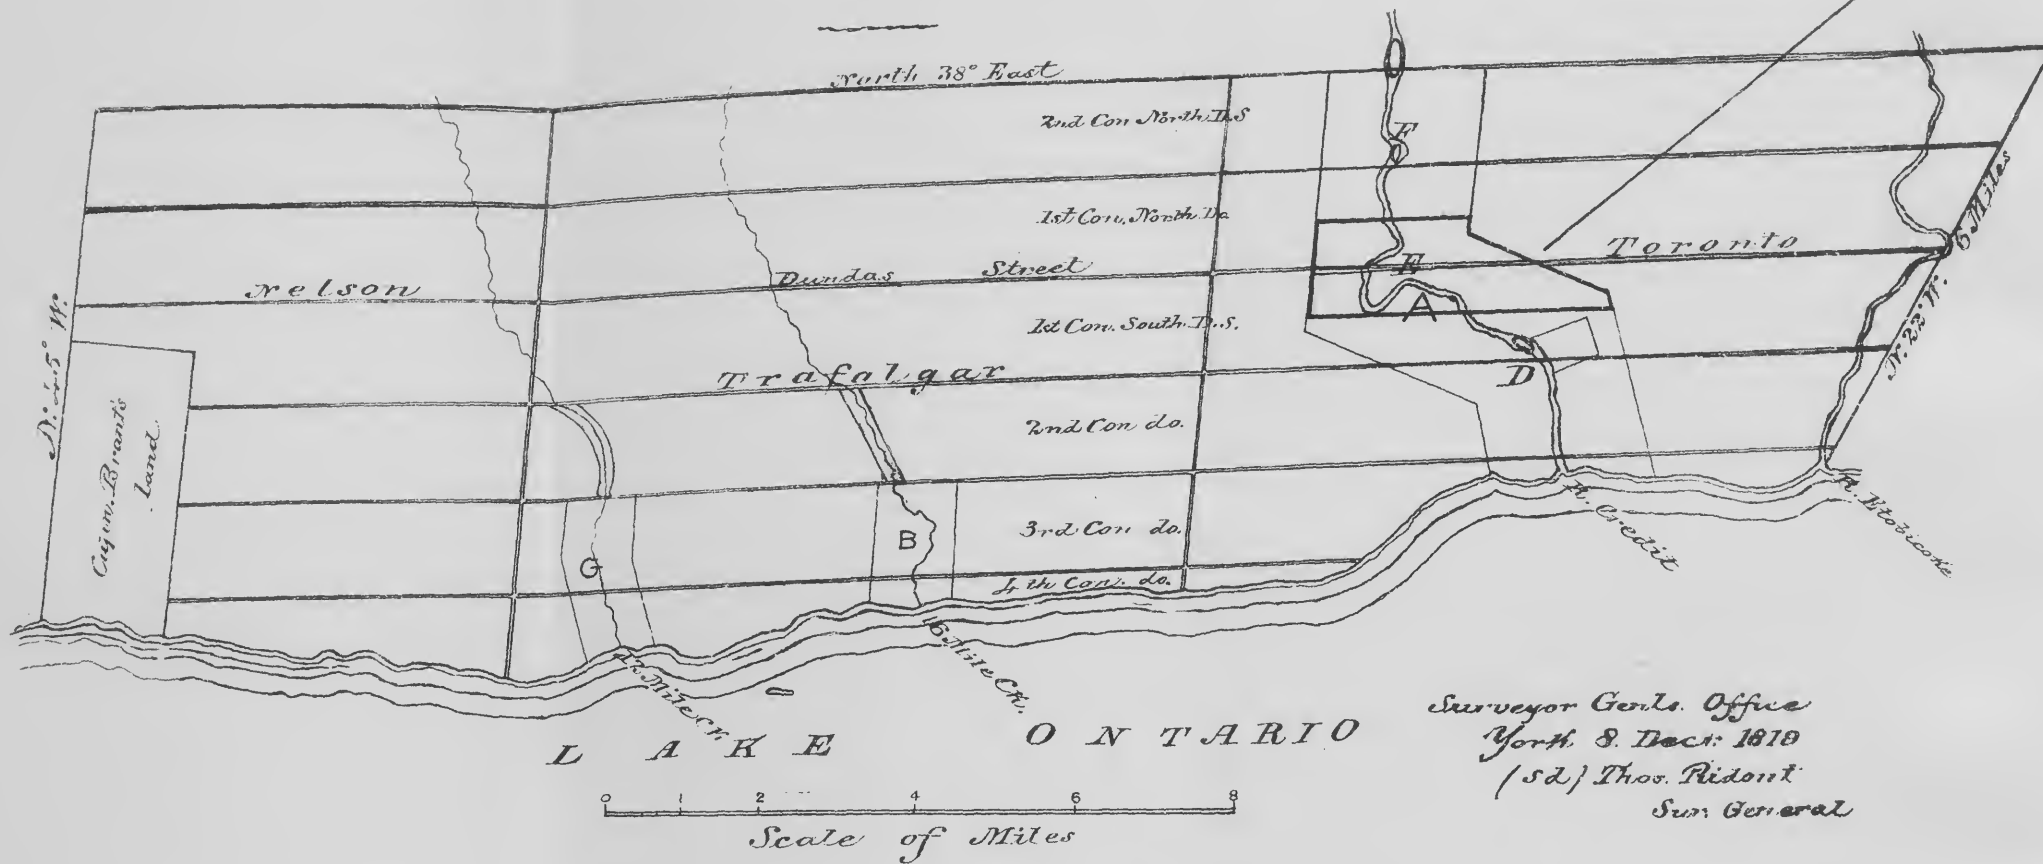 North 38° East
2nd Con North D.S
F
1st Con. North Do
6 Miles
Toronto
Dundas Street
E
Nelson
A
1st Con. South D.S.
N. 22° W.
N. 45° W.
Trafalgar
D
Brant's
Land.
2nd Con do.
R. Credit
R. Etobicoke
3rd Con do.
B
G
4th Con. do.
12 Mile Ck.
16 Mile Ck.
LAKE ONTARIO
Surveyor Genls. Office
York 8. Decr: 1818
(sd) Thos. Ridout
Sur: General
0 1 2 4 6 8
Scale of Miles